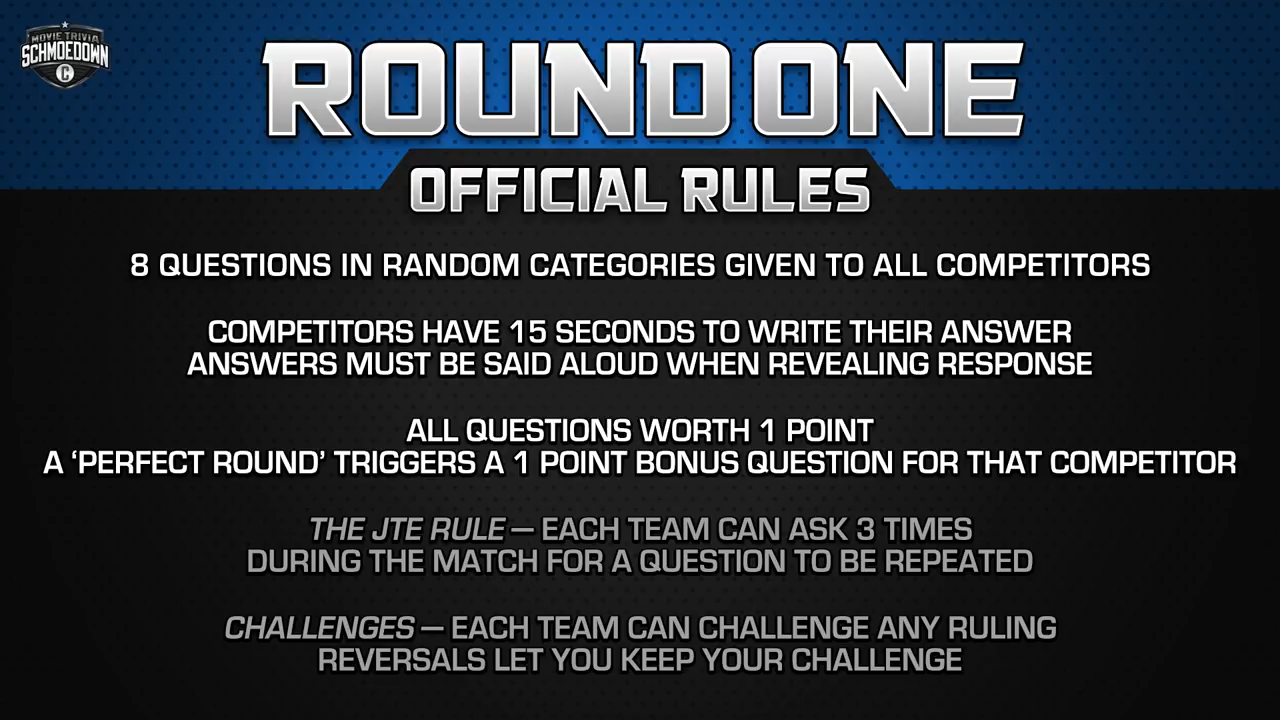 MOVIE TRIVIA
SCHMOEDOWN
C
ROUND ONE
OFFICIAL RULES
8 QUESTIONS IN RANDOM CATEGORIES GIVEN TO ALL COMPETITORS
COMPETITORS HAVE 15 SECONDS TO WRITE THEIR ANSWER
ANSWERS MUST BE SAID ALOUD WHEN REVEALING RESPONSE
ALL QUESTIONS WORTH 1 POINT
A ‘PERFECT ROUND’ TRIGGERS A 1 POINT BONUS QUESTION FOR THAT COMPETITOR
THE JTE RULE – EACH TEAM CAN ASK 3 TIMES
DURING THE MATCH FOR A QUESTION TO BE REPEATED
CHALLENGES – EACH TEAM CAN CHALLENGE ANY RULING
REVERSALS LET YOU KEEP YOUR CHALLENGE